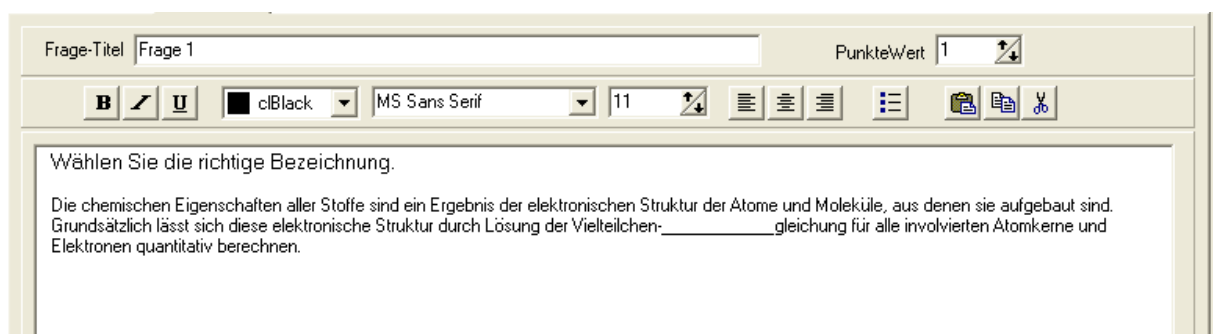 Frage-Titel Frage 1 PunkteWert 1
B I U clBlack MS Sans Serif 11
Wählen Sie die richtige Bezeichnung.
Die chemischen Eigenschaften aller Stoffe sind ein Ergebnis der elektronischen Struktur der Atome und Moleküle, aus denen sie aufgebaut sind.
Grundsätzlich lässt sich diese elektronische Struktur durch Lösung der Vielteilchen-_____________gleichung für alle involvierten Atomkerne und
Elektronen quantitativ berechnen.